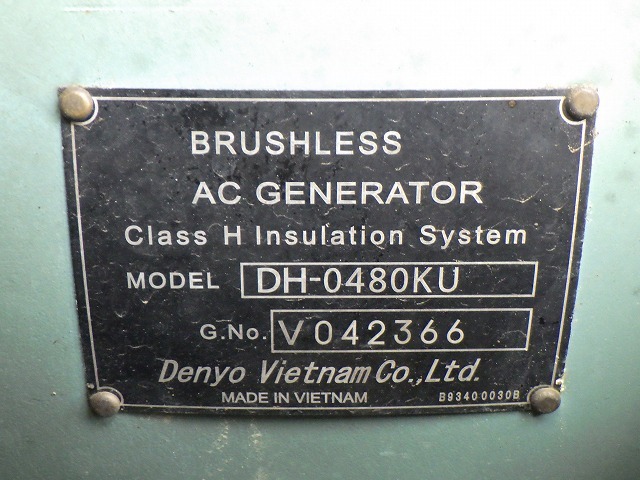 BRUSHLESS
AC GENERATOR
Class H Insulation System
MODEL DH-0480KU
G.No. V042366
Denyo Vietnam Co.,Ltd.
MADE IN VIETNAM B93400030B